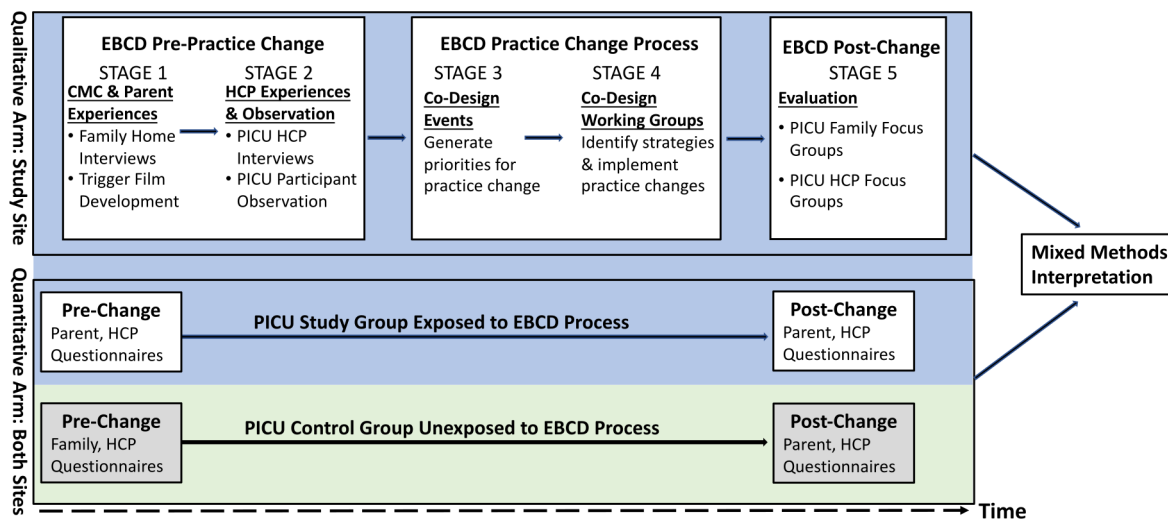 Qualitative Arm: Study Site
EBCD Pre-Practice Change
STAGE 1
CMC & Parent
Experiences
• Family Home
Interviews
• Trigger Film
Development
STAGE 2
HCP Experiences
& Observation
• PICU HCP
Interviews
• PICU Participant
Observation
EBCD Practice Change Process
STAGE 3
Co-Design
Events
Generate
priorities for
practice change
STAGE 4
Co-Design
Working Groups
Identify strategies
& implement
practice changes
EBCD Post-Change
STAGE 5
Evaluation
• PICU Family Focus
Groups
• PICU HCP Focus
Groups
Mixed Methods
Interpretation
Quantitative Arm: Both Sites
Pre-Change
Parent, HCP
Questionnaires
PICU Study Group Exposed to EBCD Process
Post-Change
Parent, HCP
Questionnaires
Pre-Change
Family, HCP
Questionnaires
PICU Control Group Unexposed to EBCD Process
Post-Change
Parent, HCP
Questionnaires
Time